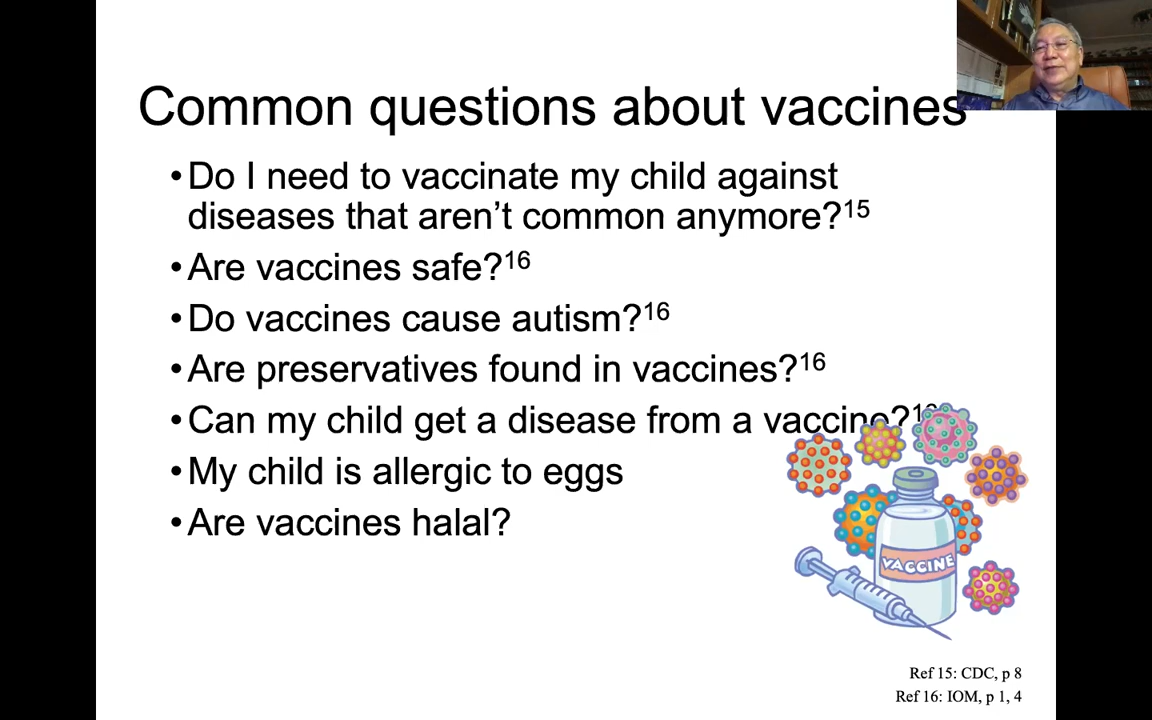 Common questions about vaccines
•Do I need to vaccinate my child against
diseases that aren’t common anymore?15
•Are vaccines safe?16
•Do vaccines cause autism?16
•Are preservatives found in vaccines?16
•Can my child get a disease from a vaccine?
•My child is allergic to eggs
•Are vaccines halal?
VACCINE
Ref 15: CDC, p 8
Ref 16: IOM, p 1, 4